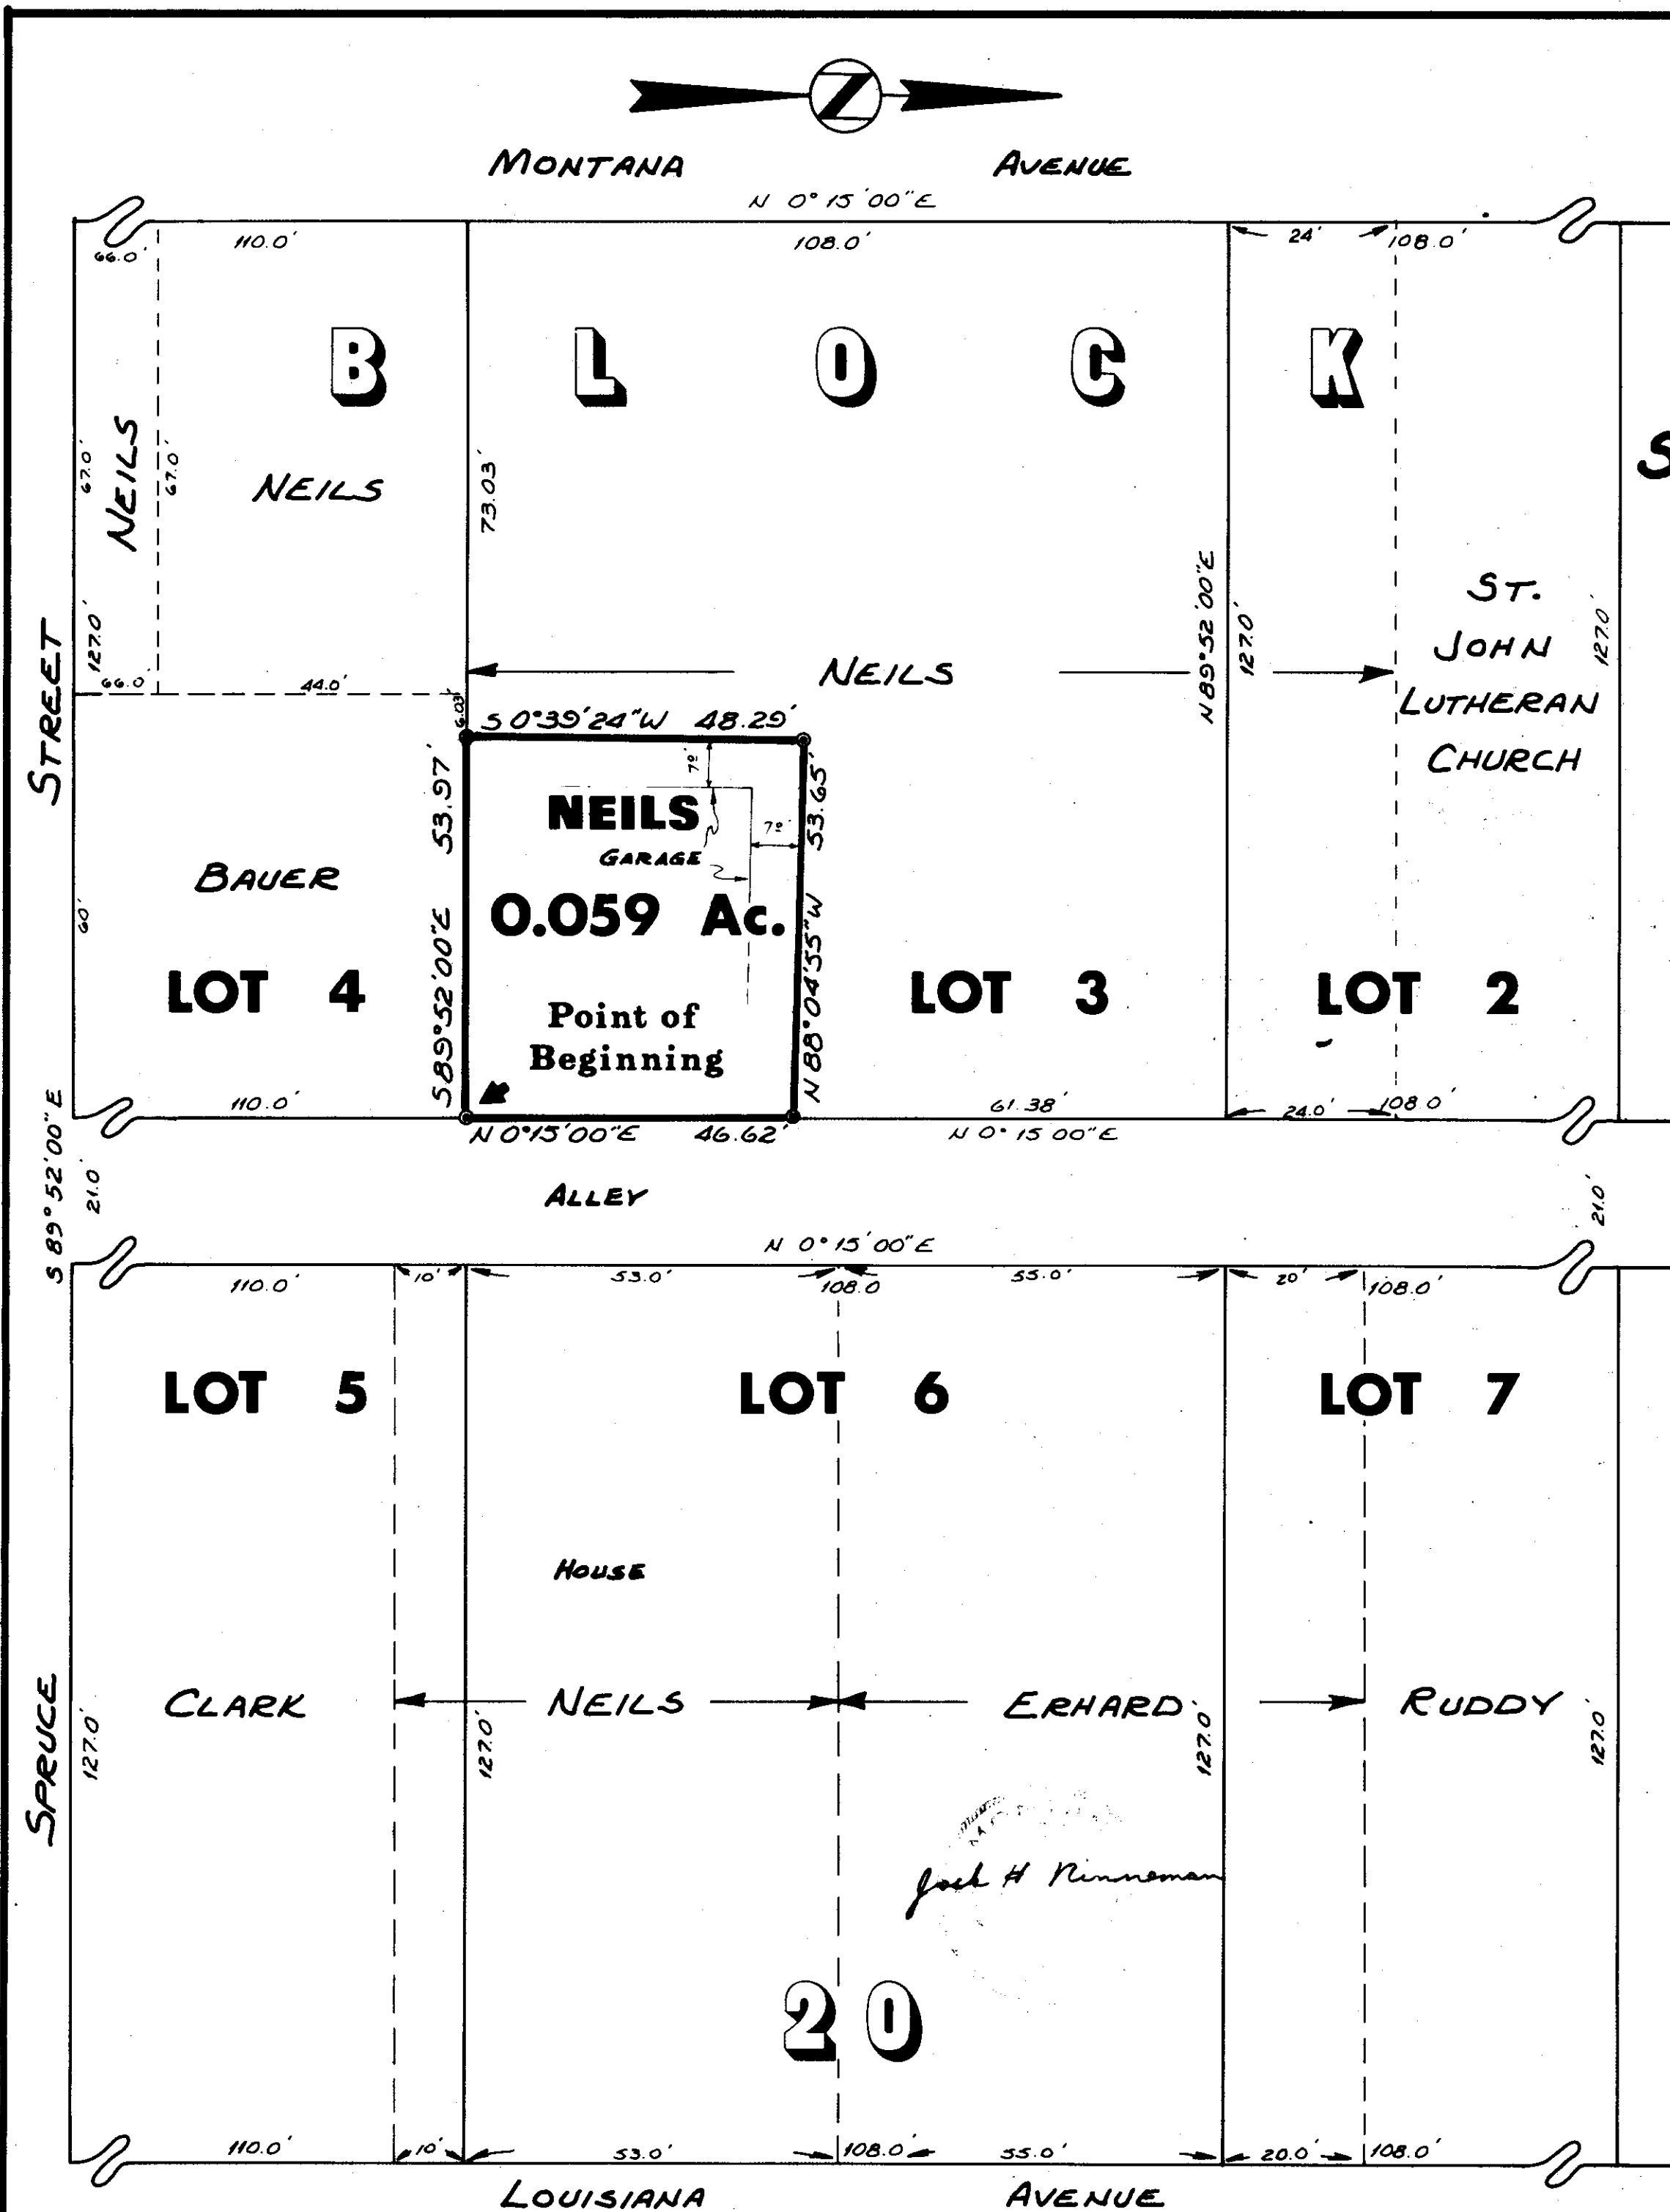 Z
MONTANA AVENUE
N 0° 15' 00" E
66.0' 110.0' 108.0' 24' 108.0'
B L O C K
S
67.0' NEILS 67.0' NEILS 73.03'
N 89° 52' 00" E 127.0'
ST.
JOHN
LUTHERAN
CHURCH
127.0'
127.0'
NEILS
66.0' 44.0' 6.03'
STREET
S 0° 39' 24" W 48.29'
7º'
NEILS
GARAGE
7º'
53.97' 53.65'
BAUER
0.059 Ac.
60'
S 89° 52' 00" E N 88° 04' 55" W
LOT 4 LOT 3 LOT 2
Point of
Beginning
110.0' 61.38' 24.0' 108.0'
N 0° 15' 00" E 46.62' N 0° 15 00" E
S 89° 52' 00" E
21.0' ALLEY 21.0'
N 0° 15' 00" E
110.0' 10' 53.0' 108.0 55.0' 20' 108.0'
LOT 5 LOT 6 LOT 7
HOUSE
SPRUCE
CLARK NEILS ERHARD RUDDY
127.0' 127.0' 127.0' 127.0'
Jack H Ninneman
20
110.0' 10' 53.0' 108.0' 55.0' 20.0' 108.0'
LOUISIANA AVENUE